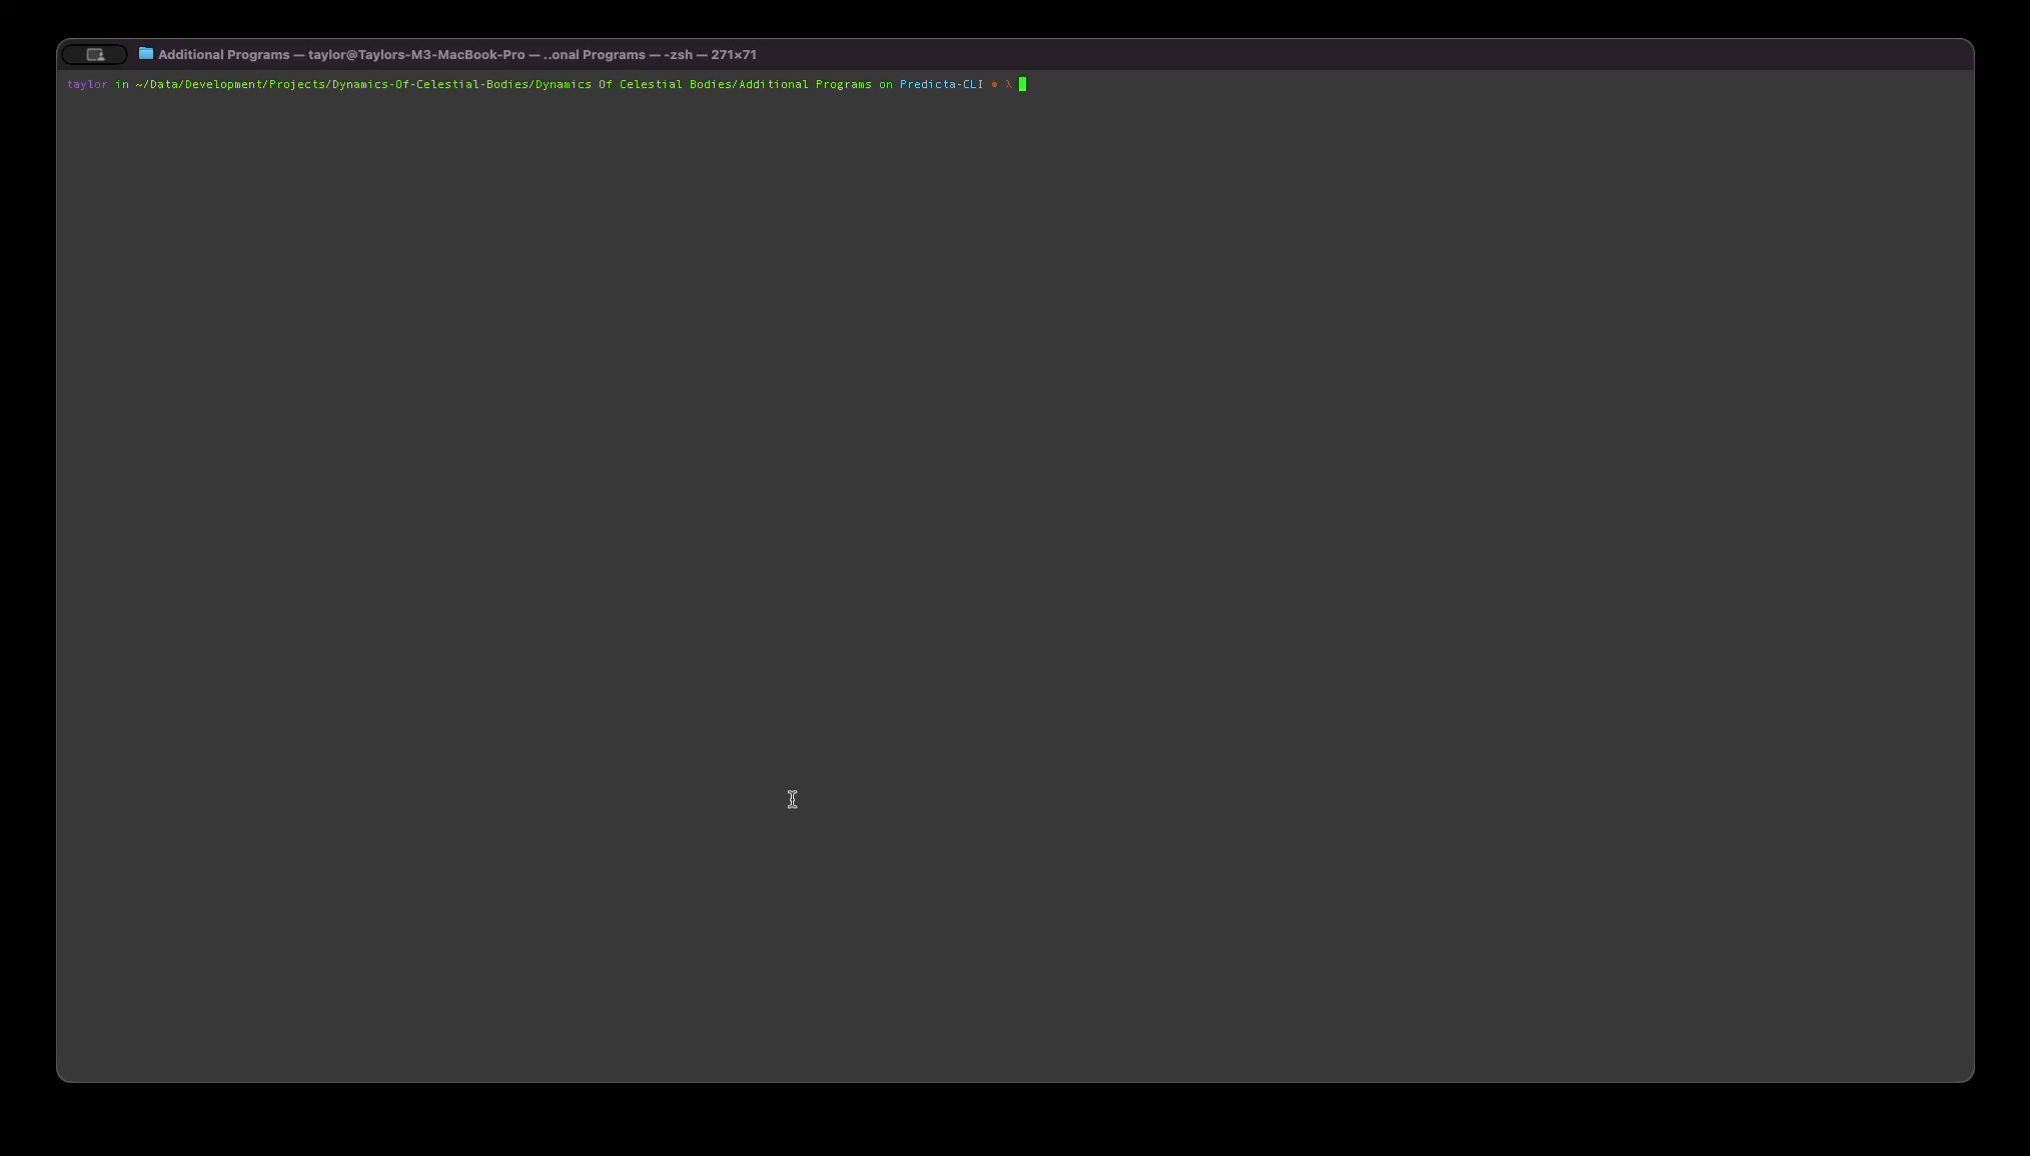 Additional Programs — taylor@Taylors-M3-MacBook-Pro — ..onal Programs — -zsh — 271×71
taylor in ~/Data/Development/Projects/Dynamics-Of-Celestial-Bodies/Dynamics Of Celestial Bodies/Additional Programs on Predicta-CLI • λ